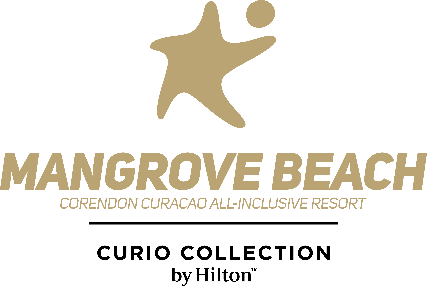 MANGROVE BEACH
CORENDON CURACAO ALL-INCLUSIVE RESORT
CURIO COLLECTION
by Hilton™